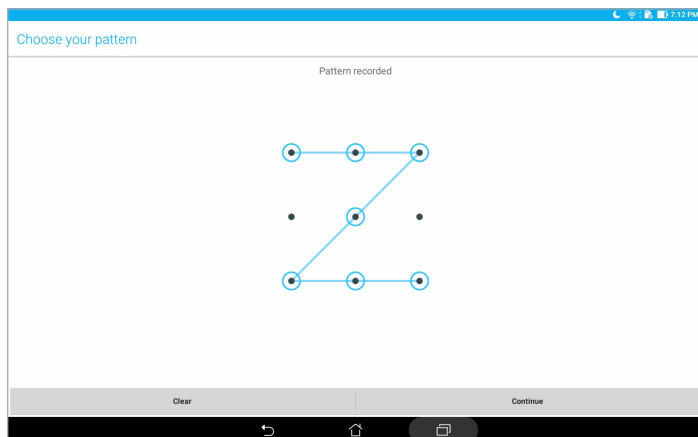 7:12 PM
Choose your pattern
Pattern recorded
Clear Continue